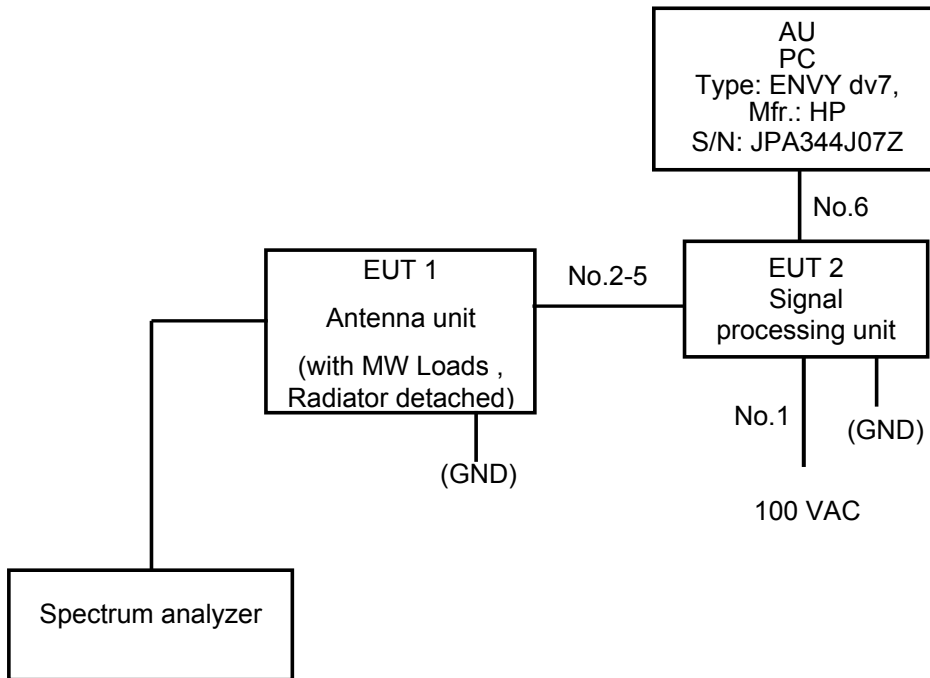 AU
PC
Type: ENVY dv7,
Mfr.: HP
S/N: JPA344J07Z
No.6
EUT 1
Antenna unit
(with MW Loads ,
Radiator detached)
(GND)
No.2-5
EUT 2
Signal
processing unit
No.1
(GND)
100 VAC
Spectrum analyzer